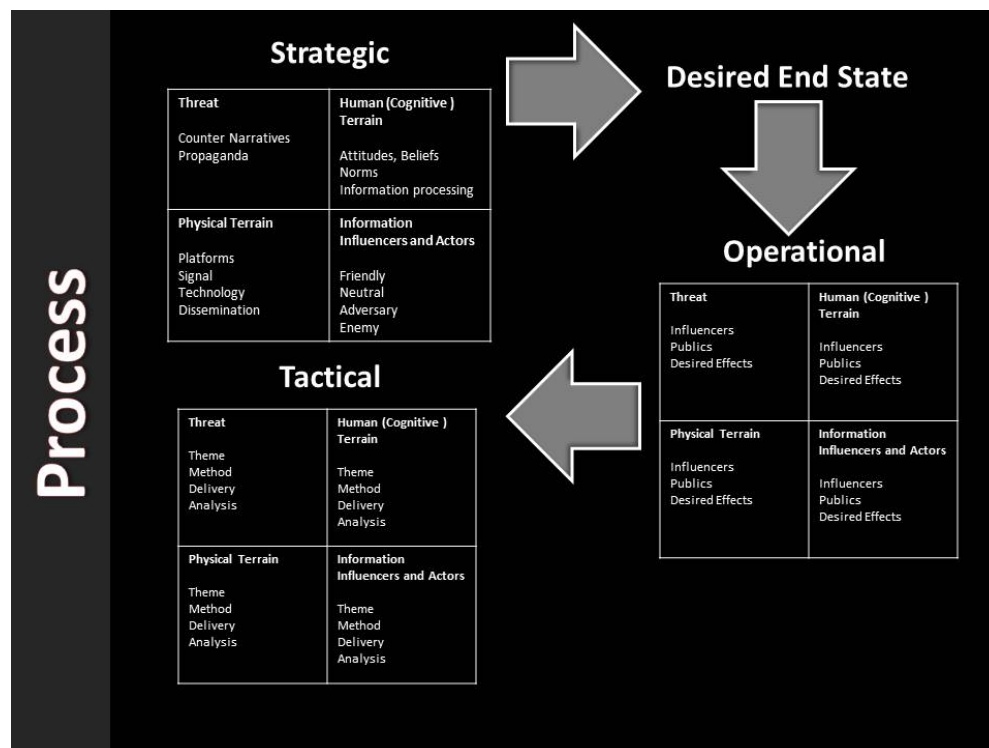 Process
Strategic
Threat
Counter Narratives
Propaganda
Human (Cognitive )
Terrain
Attitudes, Beliefs
Norms
Information processing
Physical Terrain
Platforms
Signal
Technology
Dissemination
Information
Influencers and Actors
Friendly
Neutral
Adversary
Enemy
Desired End State
Operational
Threat
Influencers
Publics
Desired Effects
Human (Cognitive )
Terrain
Influencers
Publics
Desired Effects
Physical Terrain
Influencers
Publics
Desired Effects
Information
Influencers and Actors
Influencers
Publics
Desired Effects
Tactical
Threat
Theme
Method
Delivery
Analysis
Human (Cognitive )
Terrain
Theme
Method
Delivery
Analysis
Physical Terrain
Theme
Method
Delivery
Analysis
Information
Influencers and Actors
Theme
Method
Delivery
Analysis